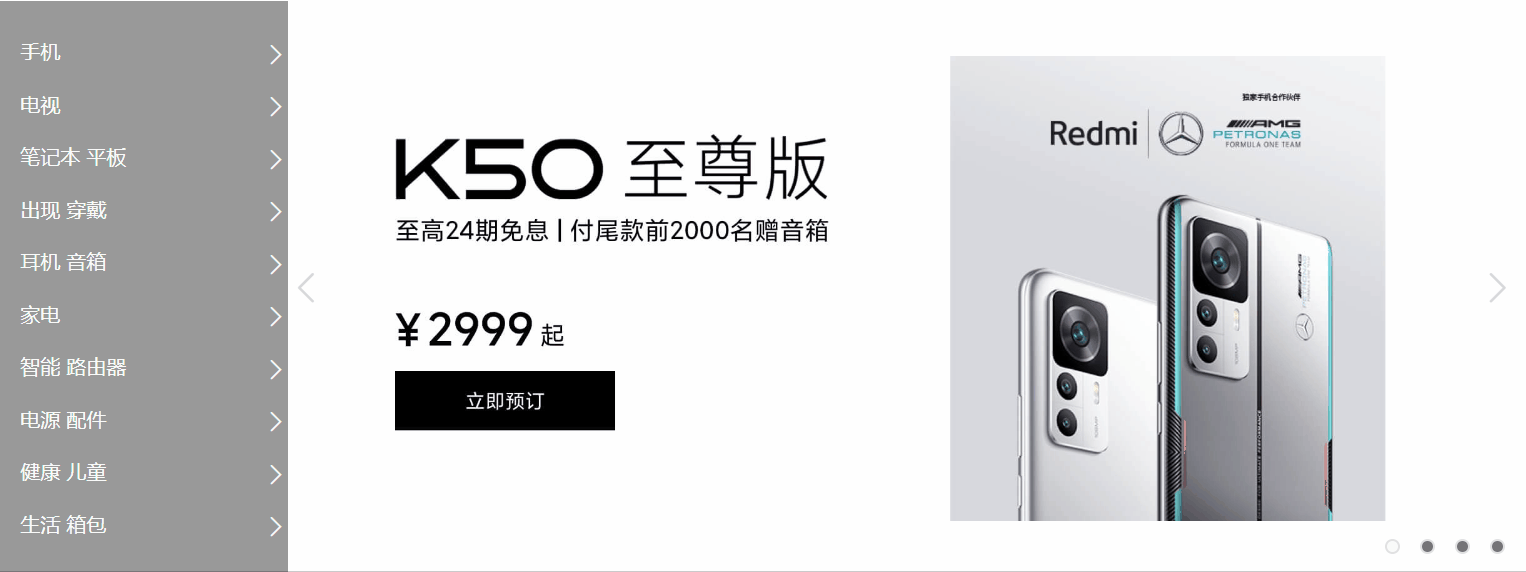 手机
电视
笔记本 平板
出现 穿戴
耳机 音箱
家电
智能 路由器
电源 配件
健康 儿童
生活 箱包
K50 至尊版
至高24期免息 | 付尾款前2000名赠音箱
¥2999 起
立即预订
独家手机合作伙伴
Redmi
AMG
PETRONAS
FORMULA ONE TEAM